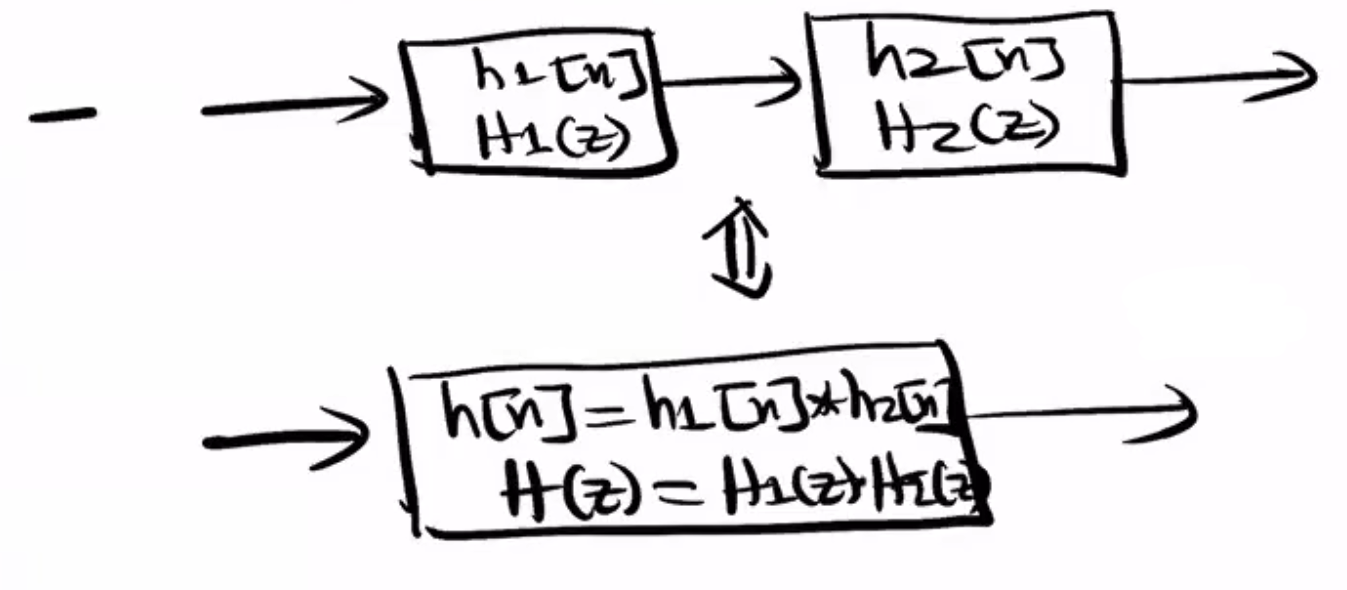 h1[n]
H1(z)
h2[n]
H2(z)
h[n]=h1[n]*h2[n]
H(z)=H1(z)·H2(z)